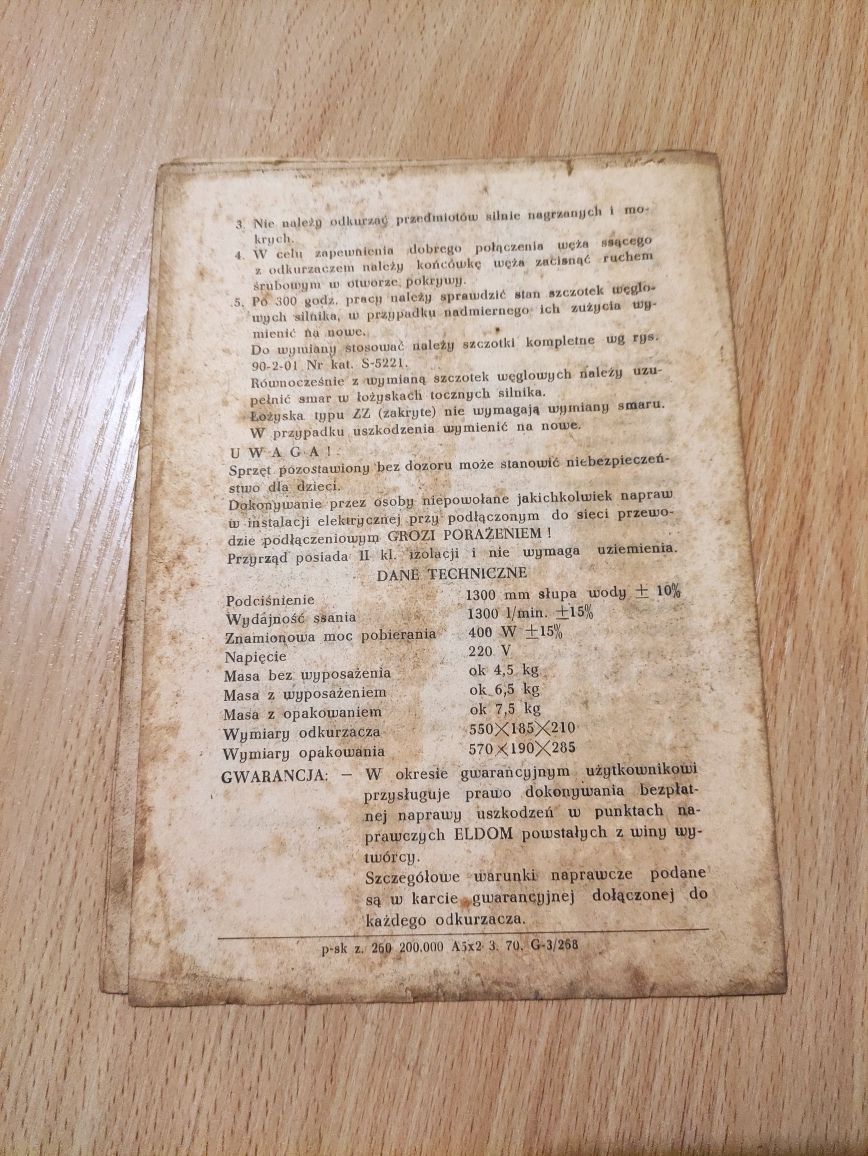 3. Nie należy odkurzać przedmiotów silnie nagrzanych i mo-
krych.
4. W celu zapewnienia dobrego połączenia węża ssącego
z odkurzaczem należy końcówkę węża zacisnąć ruchem
śrubowym w otworze pokrywy.
5. Po 300 godz. pracy należy sprawdzić stan szczotek węglo-
wych silnika, w przypadku nadmiernego ich zużycia wy-
mienić na nowe.
Do wymiany stosować należy szczotki kompletne wg rys.
90-2-01 Nr kat. S-5221.
Równocześnie z wymianą szczotek węglowych należy uzu-
pełnić smar w łożyskach tocznych silnika.
Łożyska typu ZZ (zakryte) nie wymagają wymiany smaru.
W przypadku uszkodzenia wymienić na nowe.
UWAGA!
Sprzęt pozostawiony bez dozoru może stanowić niebezpieczeń-
stwo dla dzieci.
Dokonywanie przez osoby niepowołane jakichkolwiek napraw
w instalacji elektrycznej przy podłączonym do sieci przewo-
dzie podłączeniowym GROZI PORAŻENIEM !
Przyrząd posiada II kl. izolacji i nie wymaga uziemienia.
DANE TECHNICZNE
Podciśnienie 1300 mm słupa wody ± 10%
Wydajność ssania 1300 l/min. ±15%
Znamionowa moc pobierania 400 W ±15%
Napięcie 220 V
Masa bez wyposażenia ok 4,5 kg
Masa z wyposażeniem ok 6,5 kg
Masa z opakowaniem ok 7,5 kg
Wymiary odkurzacza 550×185×210
Wymiary opakowania 570×190×285
GWARANCJA: — W okresie gwarancyjnym użytkownikowi
przysługuje prawo dokonywania bezpłat-
nej naprawy uszkodzeń w punktach na-
prawczych ELDOM powstałych z winy wy-
twórcy.
Szczegółowe warunki naprawcze podane
są w karcie gwarancyjnej dołączonej do
każdego odkurzacza.
p-sk z. 260 200.000 A5x2 3. 70. G-3/268